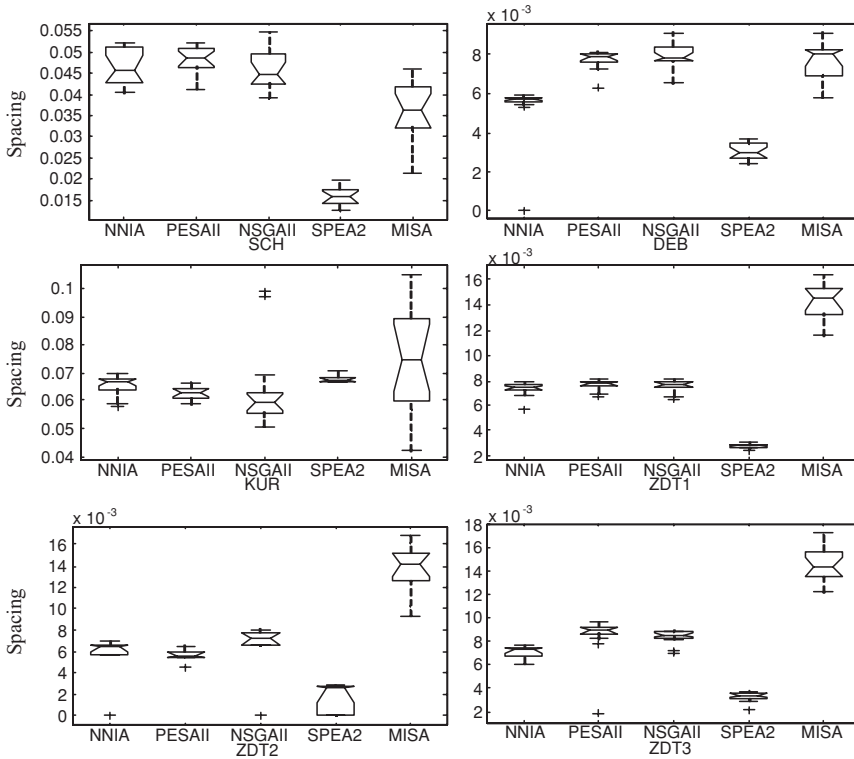 Spacing
0.055
0.05
0.045
0.04
0.035
0.03
0.025
0.02
0.015
NNIA PESAII NSGAII SPEA2 MISA
SCH
x 10-3
8
6
4
2
0
NNIA PESAII NSGAII SPEA2 MISA
DEB
Spacing
0.1
0.09
0.08
0.07
0.06
0.05
0.04
NNIA PESAII NSGAII SPEA2 MISA
KUR
x 10-3
16
14
12
10
8
6
4
2
NNIA PESAII NSGAII SPEA2 MISA
ZDT1
Spacing
x 10-3
16
14
12
10
8
6
4
2
0
NNIA PESAII NSGAII SPEA2 MISA
ZDT2
x 10-3
18
16
14
12
10
8
6
4
2
NNIA PESAII NSGAII SPEA2 MISA
ZDT3